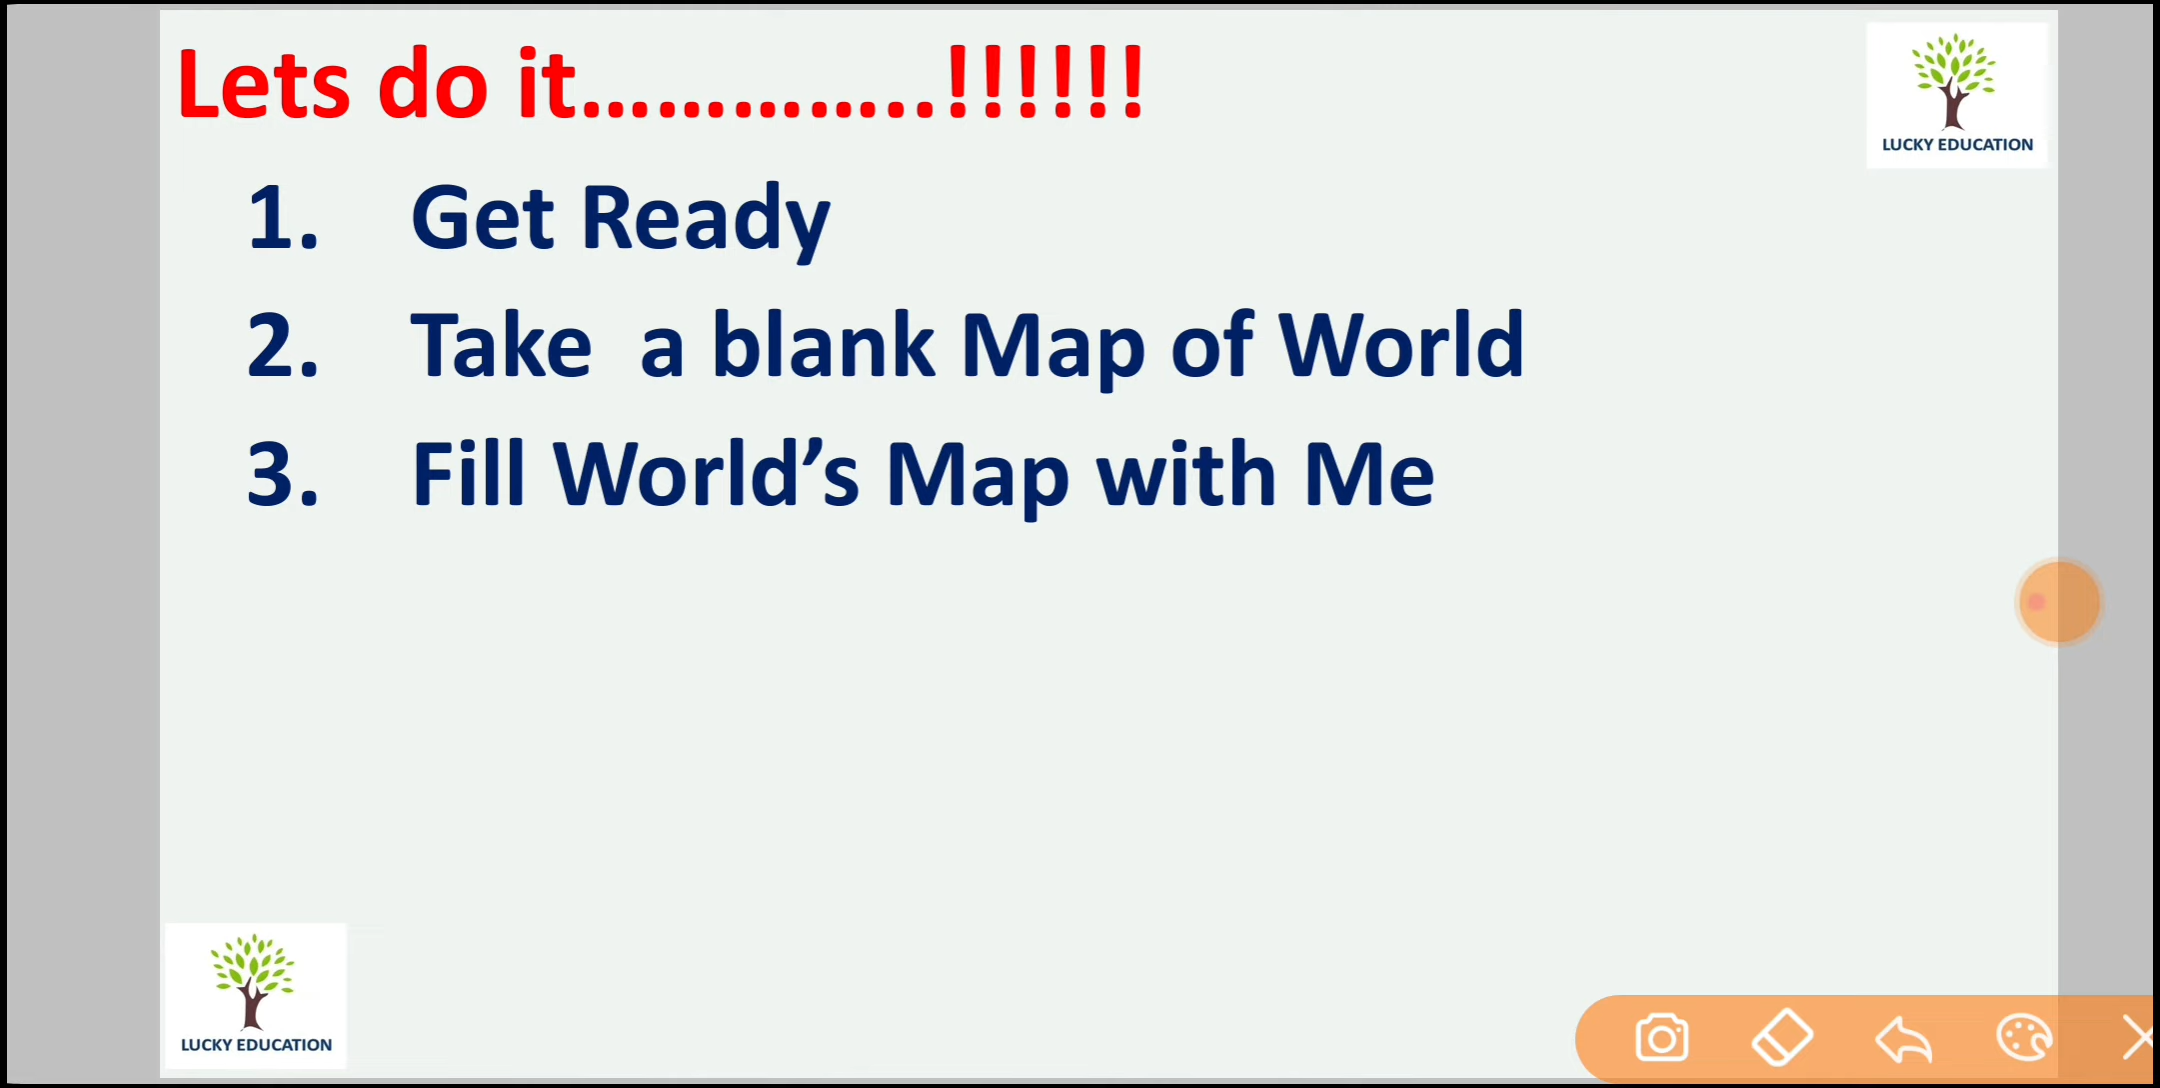 Lets do it..............!!!!!!
LUCKY EDUCATION
1. Get Ready
2. Take  a blank Map of World
3. Fill World’s Map with Me
LUCKY EDUCATION